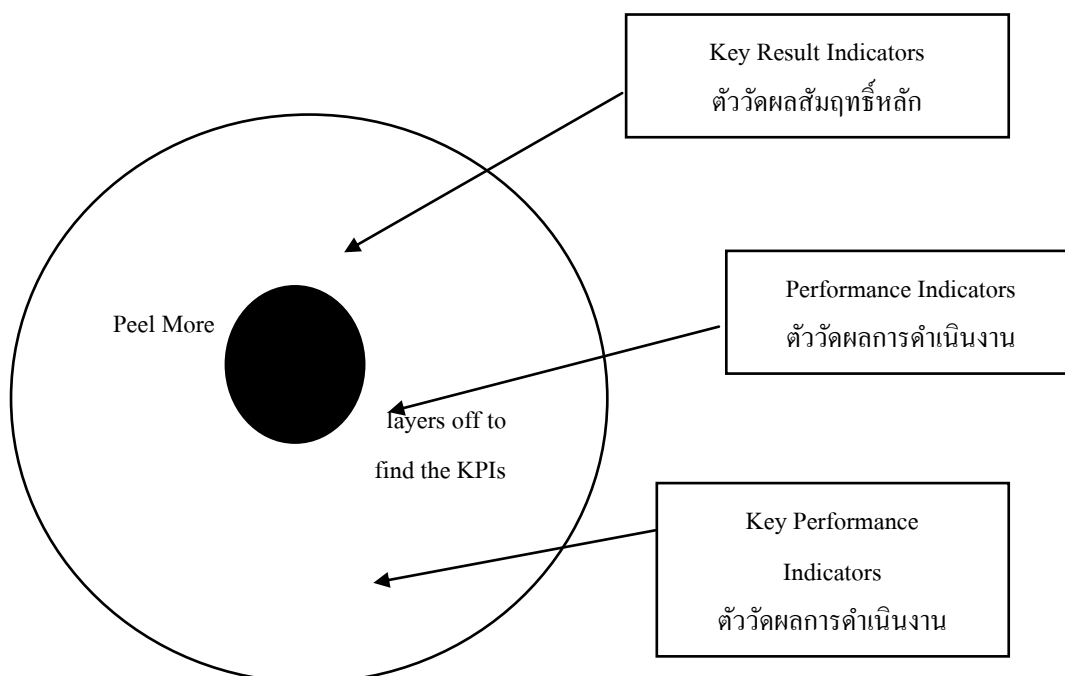 Key Result Indicators
ตัววัดผลสัมฤทธิ์หลัก
Peel More
Performance Indicators
ตัววัดผลการดำเนินงาน
layers off to
find the KPIs
Key Performance
Indicators
ตัววัดผลการดำเนินงาน